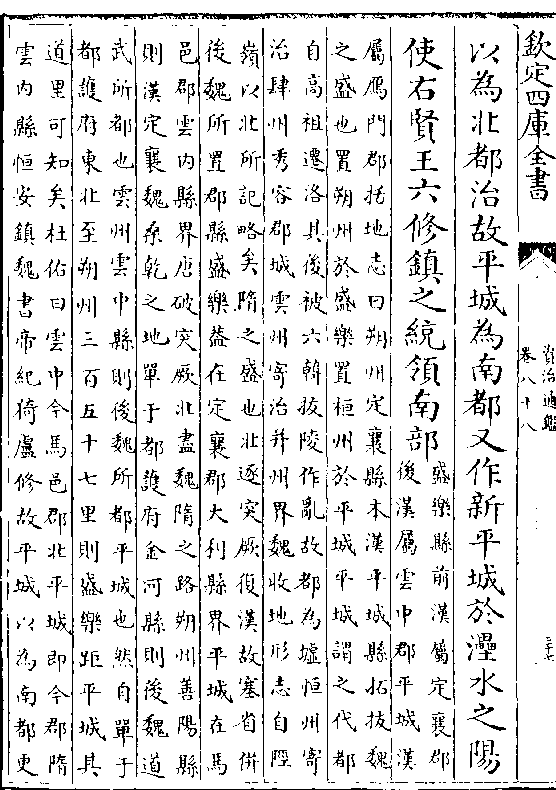 欽定四庫全書
資治通鑑
卷八十八
三十七
以為北都治故平城為南都又作新平城於㶟水之陽
使右賢王六修鎮之統領南部
盛樂縣前漢屬定襄郡
後漢屬雲中郡平城漢
屬鴈門郡括地志曰朔州定襄縣本漢平城縣拓拔魏
之盛也置朔州於盛樂置桓州於平城平城謂之代都
自高祖遷洛其後被六韓拔陵作亂故都為墟恒州寄
治肆州秀容郡城雲州寄治并州界魏收地形志自陘
嶺以北所記略矣隋之盛也北逐突厥復漢故塞省併
後魏所置郡縣盛樂蓋在定襄郡大利縣界平城在馬
邑郡雲内縣界唐破突厥北盡魏隋之路朔州善陽縣
則漢定襄魏桑乾之地單于都護府金河縣則後魏道
武所都也雲州雲中縣則後魏所都平城也然自單于
都護府東北至朔州三百五十七里則盛樂距平城其
道里可知矣杜佑曰雲中今馬邑郡北平城即今郡隋
雲内縣恒安鎮魏書帝紀猗盧修故平城以為南都更